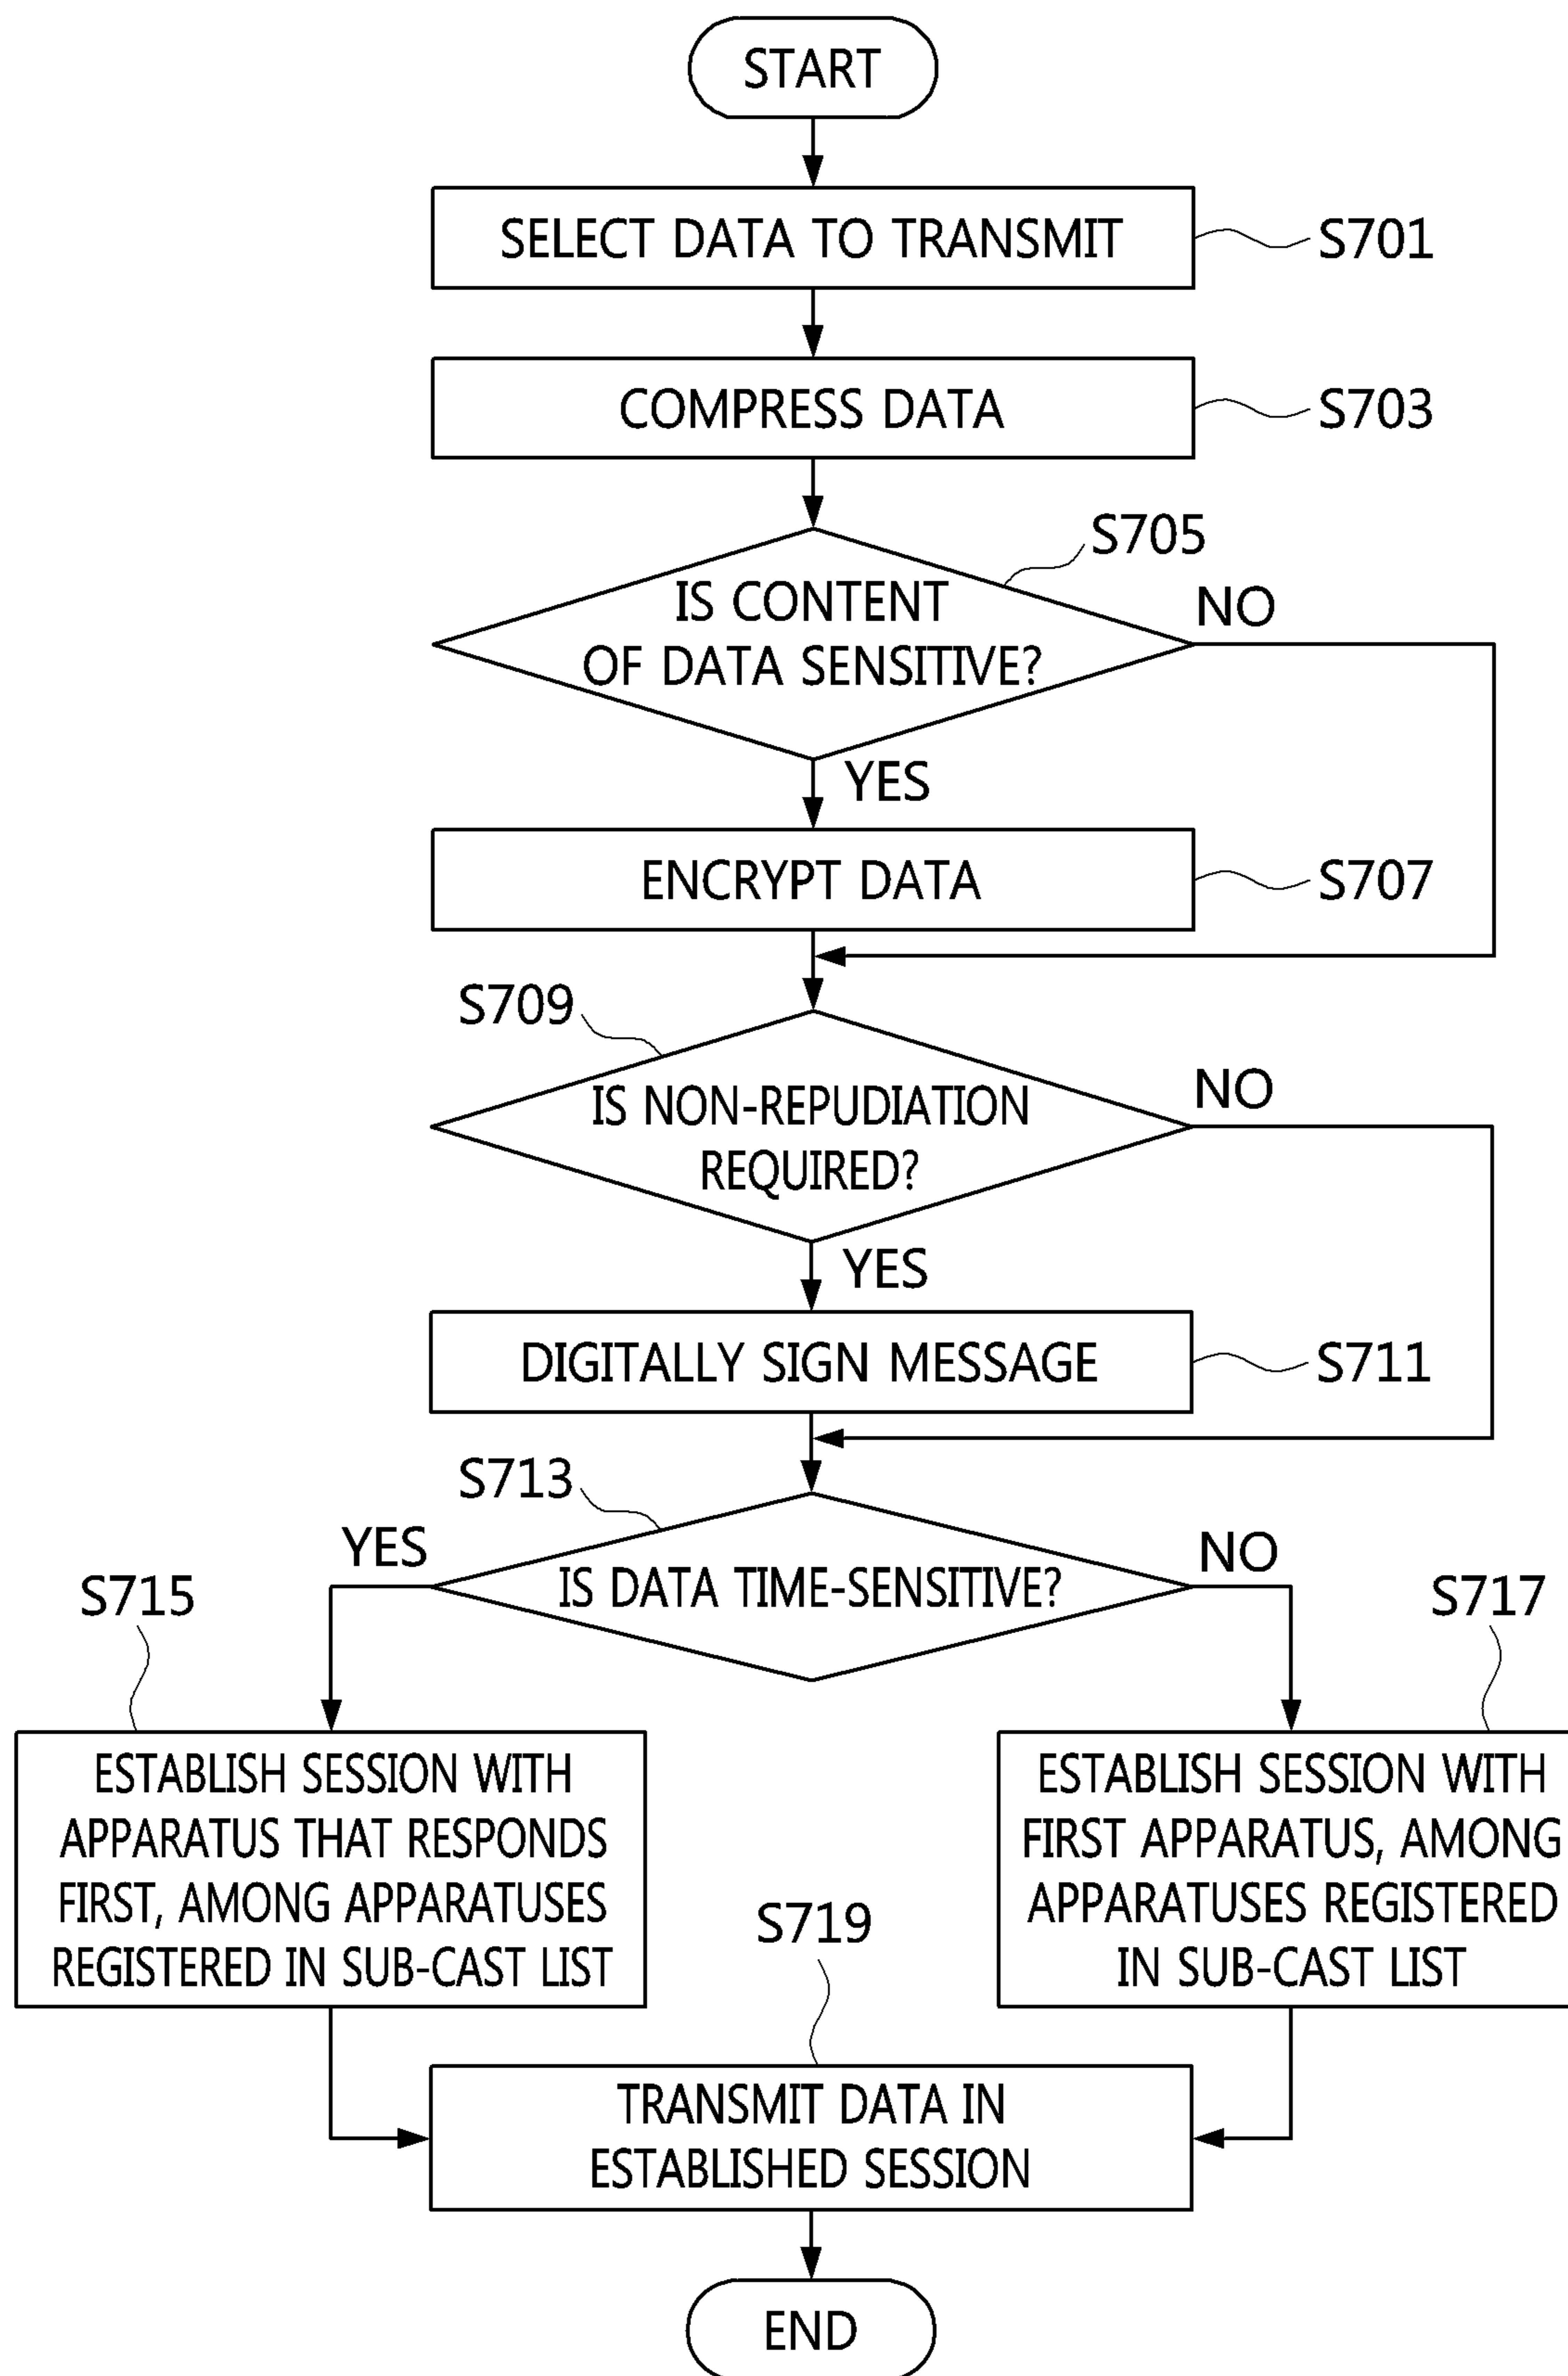 START
SELECT DATA TO TRANSMIT
S701
COMPRESS DATA
S703
S705
IS CONTENT
OF DATA SENSITIVE?
NO
YES
ENCRYPT DATA
S707
S709
IS NON-REPUDIATION
REQUIRED?
NO
YES
DIGITALLY SIGN MESSAGE
S711
S713
YES
IS DATA TIME-SENSITIVE?
NO
S715
ESTABLISH SESSION WITH
APPARATUS THAT RESPONDS
FIRST, AMONG APPARATUSES
REGISTERED IN SUB-CAST LIST
S717
ESTABLISH SESSION WITH
FIRST APPARATUS, AMONG
APPARATUSES REGISTERED
IN SUB-CAST LIST
S719
TRANSMIT DATA IN
ESTABLISHED SESSION
END